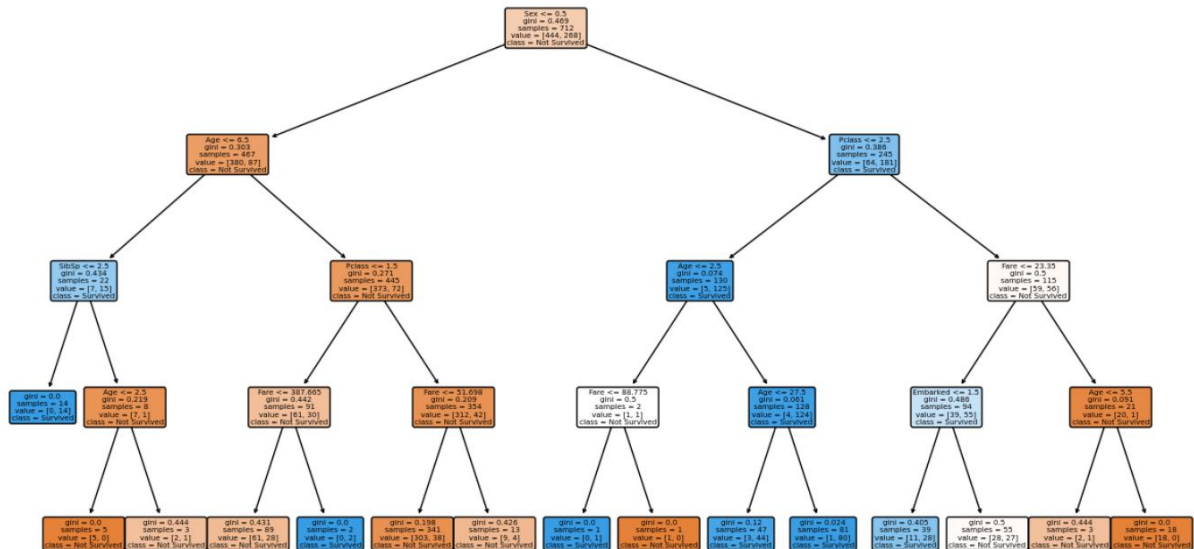 Sex <= 0.5
gini = 0.469
samples = 712
value = [444, 268]
class = Not Survived
Age <= 6.5
gini = 0.303
samples = 467
value = [380, 87]
class = Not Survived
Pclass <= 2.5
gini = 0.386
samples = 245
value = [64, 181]
class = Survived
SibSp <= 2.5
gini = 0.434
samples = 22
value = [7, 15]
class = Survived
Pclass <= 1.5
gini = 0.271
samples = 445
value = [373, 72]
class = Not Survived
Age <= 2.5
gini = 0.074
samples = 130
value = [5, 125]
class = Survived
Fare <= 23.35
gini = 0.5
samples = 115
value = [59, 56]
class = Not Survived
gini = 0.0
samples = 14
value = [0, 14]
class = Survived
Age <= 2.5
gini = 0.219
samples = 8
value = [7, 1]
class = Not Survived
Fare <= 387.665
gini = 0.442
samples = 91
value = [61, 30]
class = Not Survived
Fare <= 51.698
gini = 0.209
samples = 354
value = [312, 42]
class = Not Survived
Fare <= 88.775
gini = 0.5
samples = 2
value = [1, 1]
class = Not Survived
Age <= 27.5
gini = 0.061
samples = 128
value = [4, 124]
class = Survived
Embarked <= 1.5
gini = 0.486
samples = 94
value = [39, 55]
class = Survived
Age <= 5.5
gini = 0.091
samples = 21
value = [20, 1]
class = Not Survived
gini = 0.0
samples = 5
value = [5, 0]
class = Not Survived
gini = 0.444
samples = 3
value = [2, 1]
class = Not Survived
gini = 0.431
samples = 89
value = [61, 28]
class = Not Survived
gini = 0.0
samples = 2
value = [0, 2]
class = Survived
gini = 0.198
samples = 341
value = [303, 38]
class = Not Survived
gini = 0.426
samples = 13
value = [9, 4]
class = Not Survived
gini = 0.0
samples = 1
value = [0, 1]
class = Survived
gini = 0.0
samples = 1
value = [1, 0]
class = Not Survived
gini = 0.12
samples = 47
value = [3, 44]
class = Survived
gini = 0.024
samples = 81
value = [1, 80]
class = Survived
gini = 0.405
samples = 39
value = [11, 28]
class = Survived
gini = 0.5
samples = 55
value = [28, 27]
class = Not Survived
gini = 0.444
samples = 3
value = [2, 1]
class = Not Survived
gini = 0.0
samples = 18
value = [18, 0]
class = Not Survived